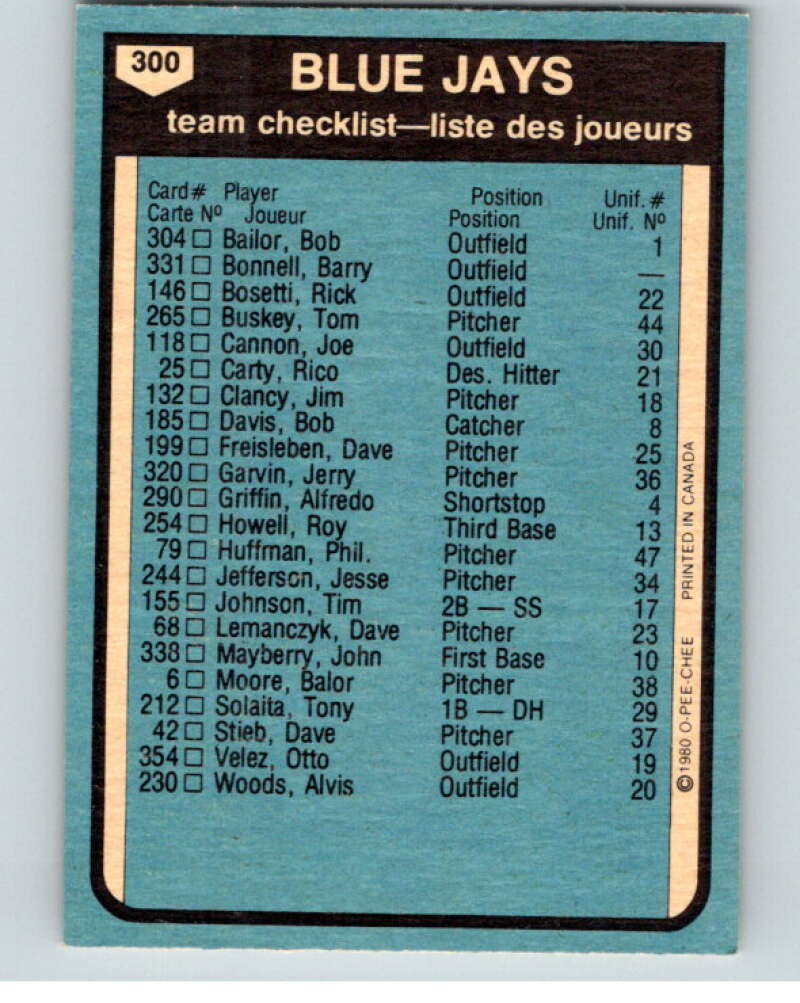 300
BLUE JAYS
team checklist—liste des joueurs
Card# Player Position Unif. #
Carte Nº Joueur Position Unif. Nº
304 □ Bailor, Bob Outfield 1
331 □ Bonnell, Barry Outfield —
146 □ Bosetti, Rick Outfield 22
265 □ Buskey, Tom Pitcher 44
118 □ Cannon, Joe Outfield 30
25 □ Carty, Rico Des. Hitter 21
132 □ Clancy, Jim Pitcher 18
185 □ Davis, Bob Catcher 8
199 □ Freisleben, Dave Pitcher 25
320 □ Garvin, Jerry Pitcher 36
290 □ Griffin, Alfredo Shortstop 4
254 □ Howell, Roy Third Base 13
79 □ Huffman, Phil. Pitcher 47
244 □ Jefferson, Jesse Pitcher 34
155 □ Johnson, Tim 2B — SS 17
68 □ Lemanczyk, Dave Pitcher 23
338 □ Mayberry, John First Base 10
6 □ Moore, Balor Pitcher 38
212 □ Solaita, Tony 1B — DH 29
42 □ Stieb, Dave Pitcher 37
354 □ Velez, Otto Outfield 19
230 □ Woods, Alvis Outfield 20
©1980 O-PEE-CHEE PRINTED IN CANADA